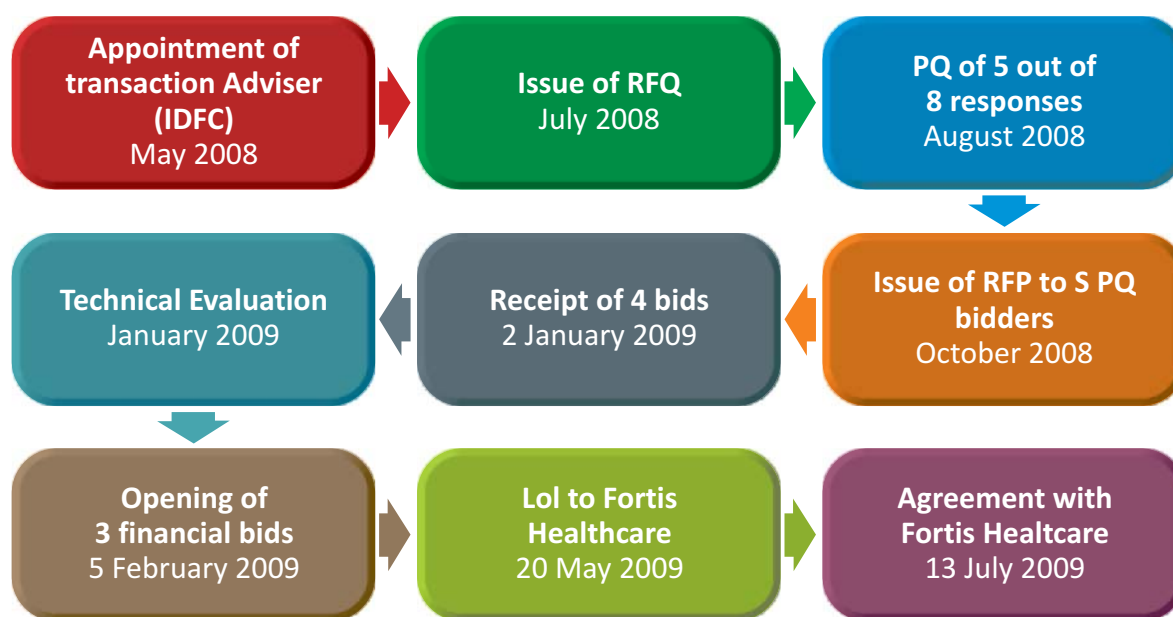 Appointment of
transaction Adviser
(IDFC)
May 2008
Issue of RFQ
July 2008
PQ of 5 out of
8 responses
August 2008
Issue of RFP to S PQ
bidders
October 2008
Receipt of 4 bids
2 January 2009
Technical Evaluation
January 2009
Opening of
3 financial bids
5 February 2009
Lol to Fortis
Healthcare
20 May 2009
Agreement with
Fortis Healtcare
13 July 2009